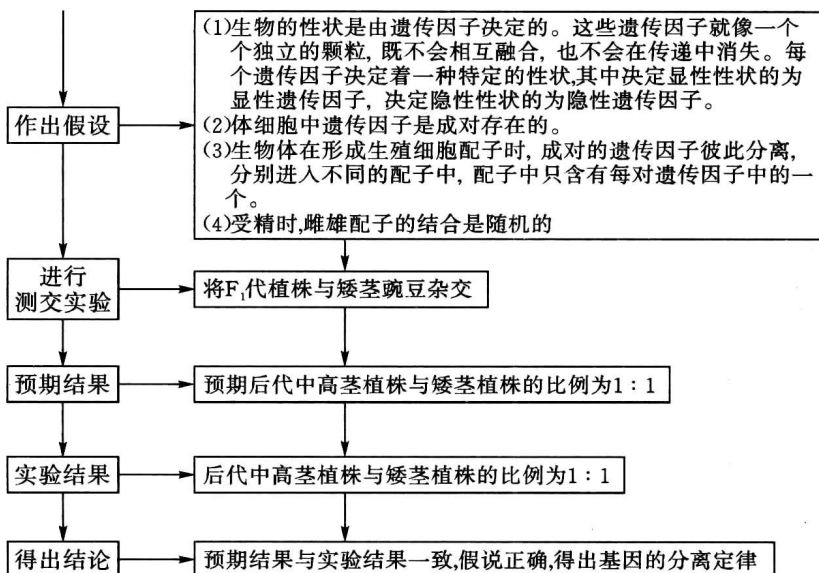 (1)生物的性状是由遗传因子决定的。这些遗传因子就像一个
个独立的颗粒, 既不会相互融合, 也不会在传递中消失。每
个遗传因子决定着一种特定的性状,其中决定显性性状的为
显性遗传因子, 决定隐性性状的为隐性遗传因子。
作出假设
(2)体细胞中遗传因子是成对存在的。
(3)生物体在形成生殖细胞配子时, 成对的遗传因子彼此分离,
分别进入不同的配子中, 配子中只含有每对遗传因子中的一
个。
(4)受精时,雌雄配子的结合是随机的
进行
测交实验
将F₁代植株与矮茎豌豆杂交
预期结果
预期后代中高茎植株与矮茎植株的比例为1：1
实验结果
后代中高茎植株与矮茎植株的比例为1：1
得出结论
预期结果与实验结果一致,假说正确,得出基因的分离定律